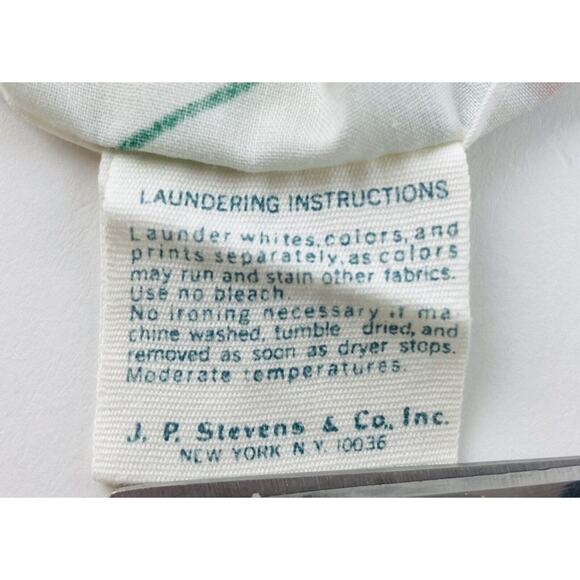 LAUNDERING INSTRUCTIONS
Launder whites, colors, and
prints separately, as colors
may run and stain other fabrics.
Use no bleach.
No ironing necessary if ma
chine washed, tumble dried, and
removed as soon as dryer stops.
Moderate temperatures.
J. P. Stevens & Co., Inc.
NEW YORK N.Y. 10036